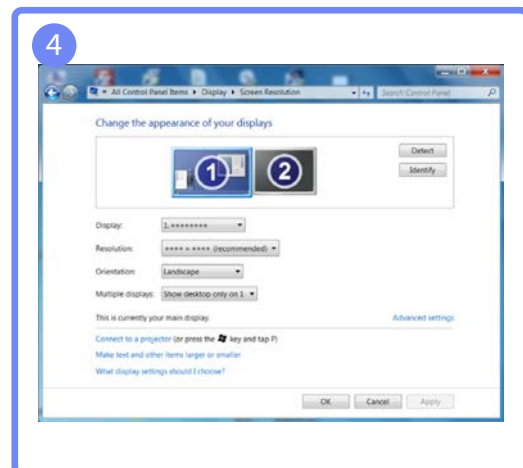 4
All Control Panel Items ▸ Display ▸ Screen Resolution Search Control Panel
Change the appearance of your displays
1 2
Detect
Identify
Display: 1.********
Resolution: **** × **** (recommended)
Orientation: Landscape
Multiple displays: Show desktop only on 1
This is currently your main display. Advanced settings
Connect to a projector (or press the key and tap P)
Make text and other items larger or smaller
What display settings should I choose?
OK Cancel Apply